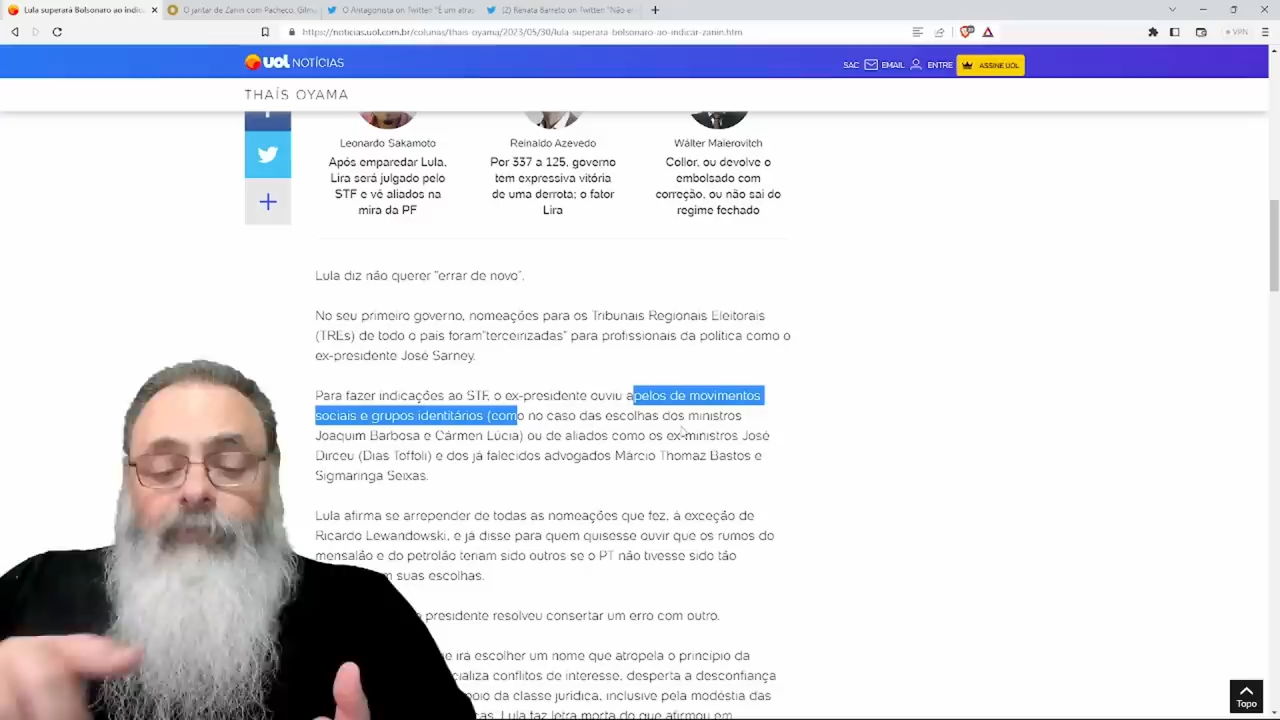 Lula superará Bolsonaro ao indic
O jantar de Zanin com Pacheco, Gilm
O Antagonista on Twitter "É um atras
(2) Renata Barreto on Twitter "Não e
https://noticias.uol.com.br/colunas/thais-oyama/2023/05/30/lula-superara-bolsonaro-ao-indicar-zanin.htm
VPN
UOL NOTÍCIAS
SAC EMAIL ENTRE ASSINE UOL
THAÍS OYAMA
Leonardo Sakamoto
Após emparedar Lula,
Lira será julgado pelo
STF e vê aliados na
mira da PF
Reinaldo Azevedo
Por 337 a 125, governo
tem expressiva vitória
de uma derrota; o fator
Lira
Wálter Maierovitch
Collor, ou devolve o
embolsado com
correção, ou não sai do
regime fechado
Lula diz não querer "errar de novo".
No seu primeiro governo, nomeações para os Tribunais Regionais Eleitorais
(TREs) de todo o país foram"terceirizadas" para profissionais da política como o
ex-presidente José Sarney.
Para fazer indicações ao STF, o ex-presidente ouviu apelos de movimentos
sociais e grupos identitários (como no caso das escolhas dos ministros
Joaquim Barbosa e Cármen Lúcia) ou de aliados como os ex-ministros José
Dirceu (Dias Toffoli) e dos já falecidos advogados Márcio Thomaz Bastos e
Sigmaringa Seixas.
Lula afirma se arrepender de todas as nomeações que fez, à exceção de
Ricardo Lewandowski, e já disse para quem quisesse ouvir que os rumos do
mensalão e do petrolão teriam sido outros se o PT não tivesse sido tão
em suas escolhas.
presidente resolveu consertar um erro com outro.
irá escolher um nome que atropela o princípio da
conflitos de interesse, desperta a desconfiança
da classe jurídica, inclusive pela modéstia das
Lula faz letra morta do que afirmou em
Topo